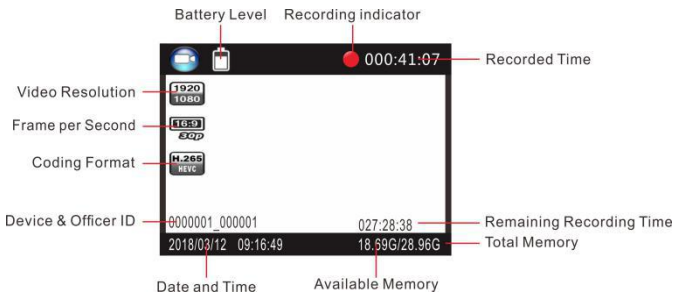 Battery Level Recording indicator
000:41:07 Recorded Time
Video Resolution 1920
1080
Frame per Second 16:9
30p
Coding Format H.265
HEVC
Device & Officer ID 0000001_000001 027:28:38 Remaining Recording Time
2018/03/12 09:16:49 18.69G/28.96G Total Memory
Date and Time Available Memory